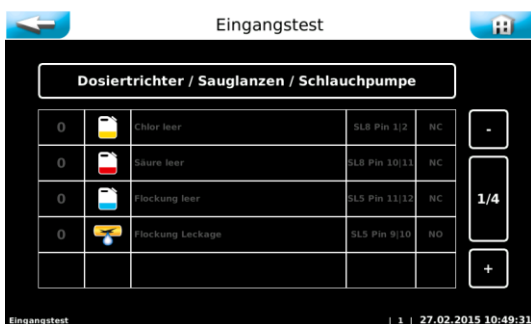 Eingangstest
Dosiertrichter / Sauglanzen / Schlauchpumpe
0 Chlor leer SL8 Pin 1|2 NC
-
0 Säure leer SL8 Pin 10|11 NC
0 Flockung leer SL5 Pin 11|12 NC
1/4
0 Flockung Leckage SL5 Pin 9|10 NO
+
Eingangstest | 1 | 27.02.2015 10:49:31